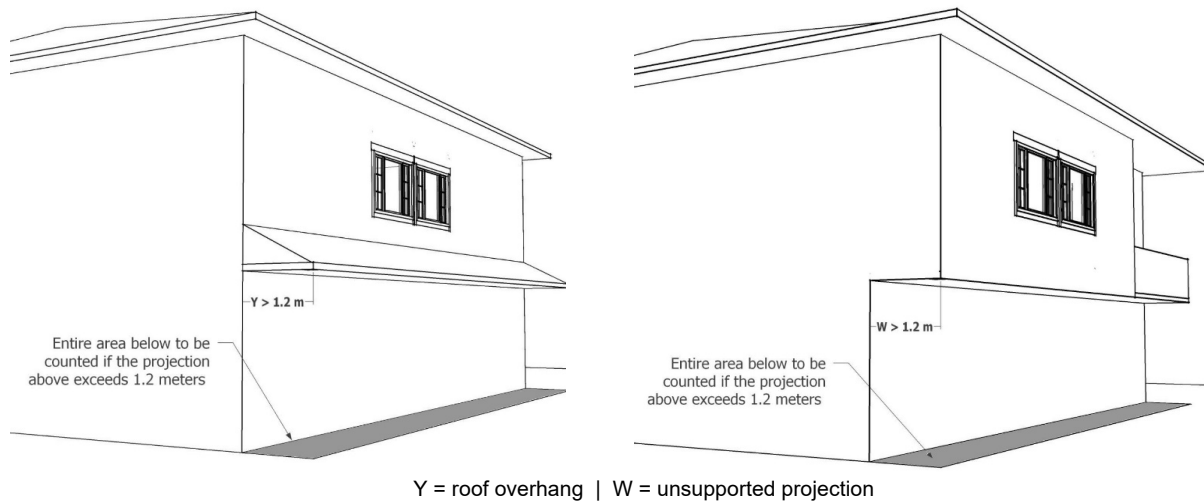 Y > 1.2 m
Entire area below to be
counted if the projection
above exceeds 1.2 meters
W > 1.2 m
Entire area below to be
counted if the projection
above exceeds 1.2 meters
Y = roof overhang | W = unsupported projection